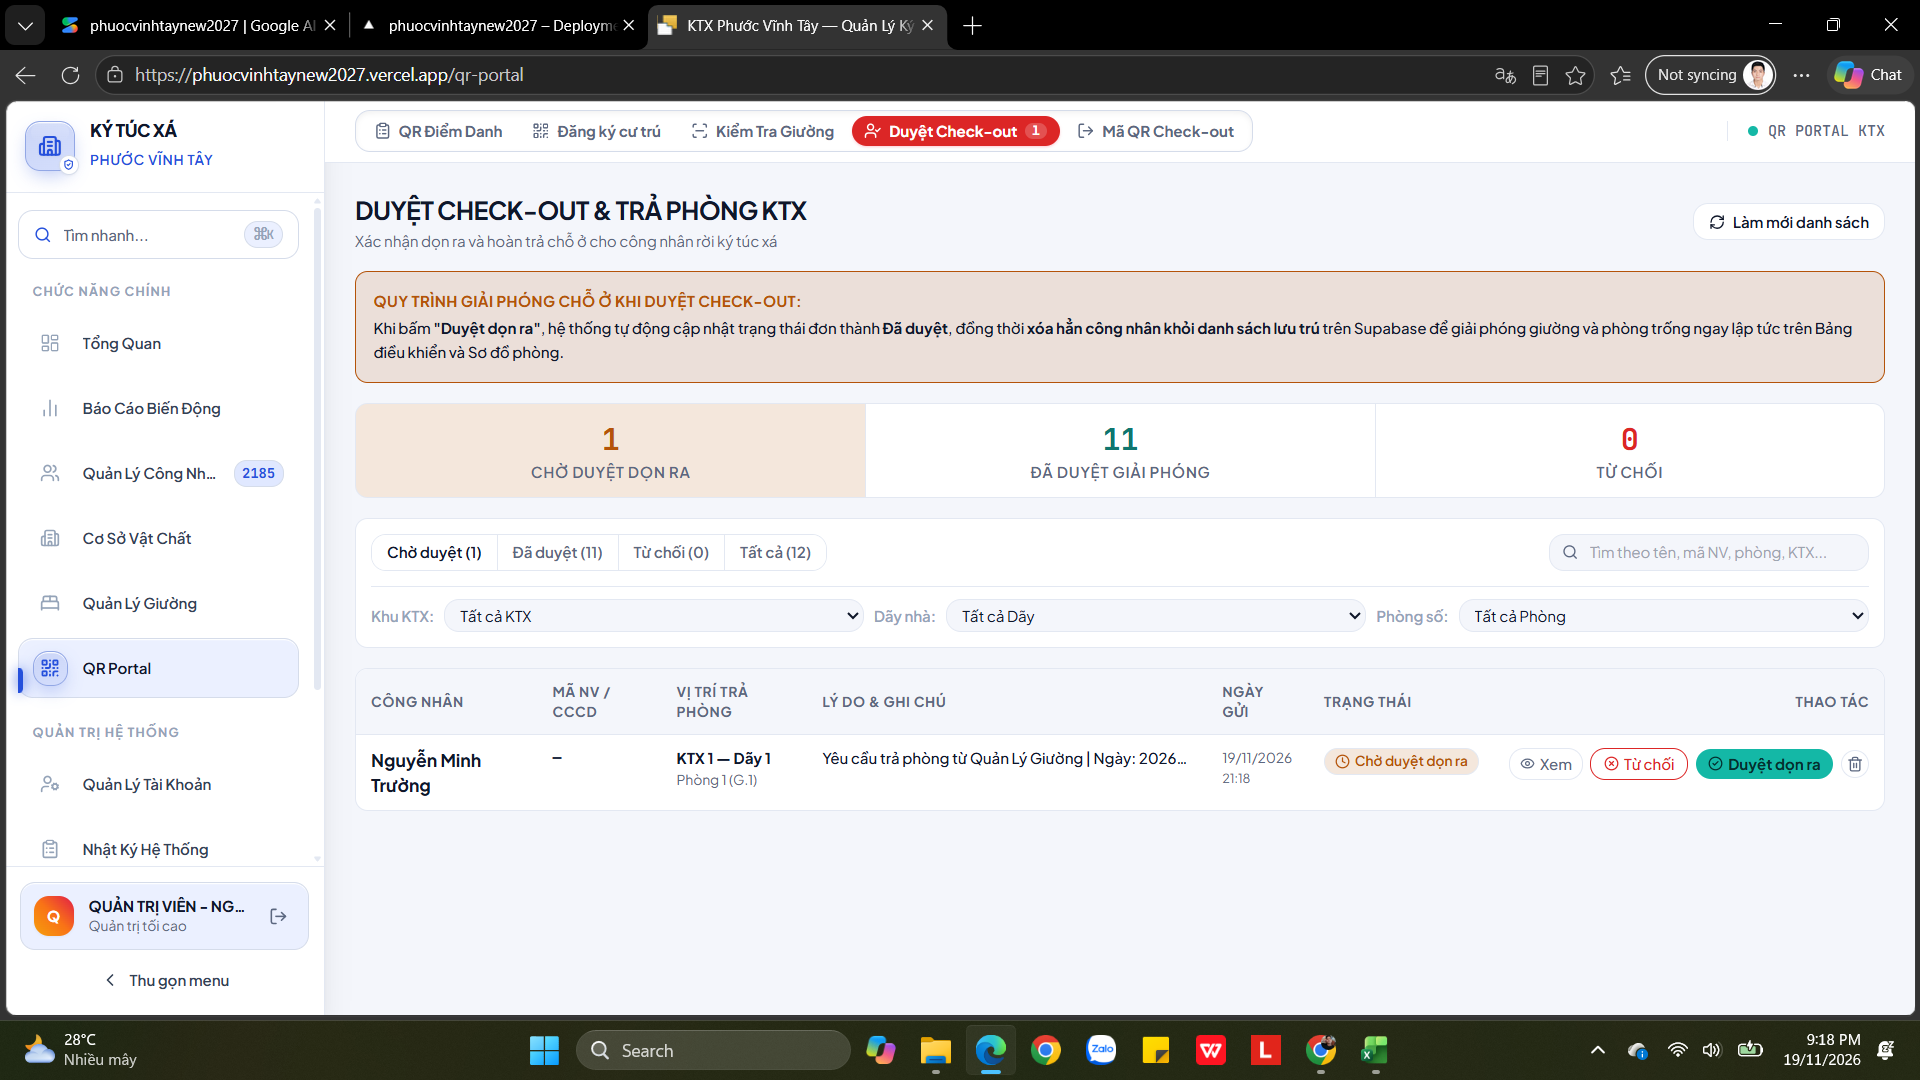 phuocvinhtaynew2027 | Google AI
phuocvinhtaynew2027 – Deployme
KTX Phước Vĩnh Tây — Quản Lý Ký
https://phuocvinhtaynew2027.vercel.app/qr-portal
Not syncing
Chat
KÝ TÚC XÁ
PHƯỚC VĨNH TÂY
Tìm nhanh...
⌘K
CHỨC NĂNG CHÍNH
Tổng Quan
Báo Cáo Biến Động
Quản Lý Công Nh...
2185
Cơ Sở Vật Chất
Quản Lý Giường
QR Portal
QUẢN TRỊ HỆ THỐNG
Quản Lý Tài Khoản
Nhật Ký Hệ Thống
Q
QUẢN TRỊ VIÊN - NG...
Quản trị tối cao
Thu gọn menu
QR Điểm Danh
Đăng ký cư trú
Kiểm Tra Giường
Duyệt Check-out 1
Mã QR Check-out
QR PORTAL KTX
DUYỆT CHECK-OUT & TRẢ PHÒNG KTX
Xác nhận dọn ra và hoàn trả chỗ ở cho công nhân rời ký túc xá
Làm mới danh sách
QUY TRÌNH GIẢI PHÓNG CHỖ Ở KHI DUYỆT CHECK-OUT:
Khi bấm "Duyệt dọn ra", hệ thống tự động cập nhật trạng thái đơn thành Đã duyệt, đồng thời xóa hẳn công nhân khỏi danh sách lưu trú trên Supabase để giải phóng giường và phòng trống ngay lập tức trên Bảng
điều khiển và Sơ đồ phòng.
1
CHỜ DUYỆT DỌN RA
11
ĐÃ DUYỆT GIẢI PHÓNG
0
TỪ CHỐI
Chờ duyệt (1)
Đã duyệt (11)
Từ chối (0)
Tất cả (12)
Tìm theo tên, mã NV, phòng, KTX...
Khu KTX:
Tất cả KTX
Dãy nhà:
Tất cả Dãy
Phòng số:
Tất cả Phòng
CÔNG NHÂN
MÃ NV /
CCCD
VỊ TRÍ TRẢ
PHÒNG
LÝ DO & GHI CHÚ
NGÀY
GỬI
TRẠNG THÁI
THAO TÁC
Nguyễn Minh
Trường
–
KTX 1 — Dãy 1
Phòng 1 (G.1)
Yêu cầu trả phòng từ Quản Lý Giường | Ngày: 2026...
19/11/2026
21:18
Chờ duyệt dọn ra
Xem
Từ chối
Duyệt dọn ra
28°C
Nhiều mây
Search
Zalo
9:18 PM
19/11/2026